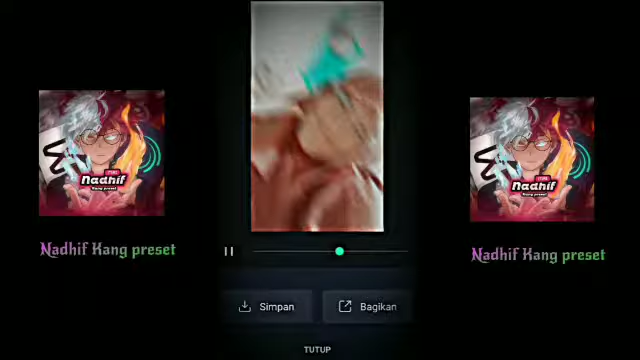 Nadhif
Kang preset
Nadhif Kang preset
Nadhif
Kang preset
Nadhif Kang preset
Simpan
Bagikan
TUTUP